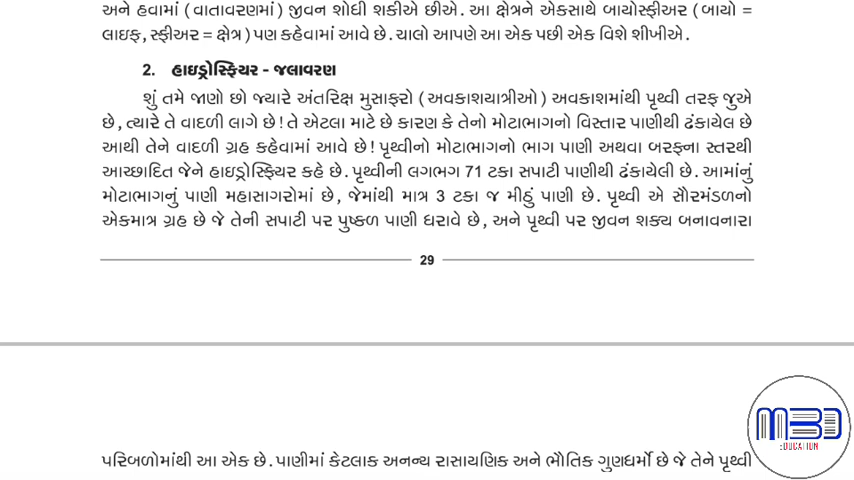 અને હવામાં (વાતાવરણમાં) જીવન શોધી શકીએ છીએ. આ ક્ષેત્રને એકસાથે બાયોસ્ફીઅર (બાયો =
લાઇફ, સ્ફીઅર = ક્ષેત્ર) પણ કહેવામાં આવે છે. ચાલો આપણે આ એક પછી એક વિશે શીખીએ.
2. હાઇડ્રોસ્ફિયર - જલાવરણ
શું તમે જાણો છો જ્યારે અંતરિક્ષ મુસાફરો (અવકાશયાત્રીઓ) અવકાશમાંથી પૃથ્વી તરફ જુએ
છે, ત્યારે તે વાદળી લાગે છે! તે એટલા માટે છે કારણ કે તેનો મોટાભાગનો વિસ્તાર પાણીથી ઢંકાયેલ છે
આથી તેને વાદળી ગ્રહ કહેવામાં આવે છે! પૃથ્વીનો મોટાભાગનો ભાગ પાણી અથવા બરફના સ્તરથી
આચ્છાદિત જેને હાઇડ્રોસ્ફિયર કહે છે. પૃથ્વીની લગભગ 71 ટકા સપાટી પાણીથી ઢંકાયેલી છે. આમાંનું
મોટાભાગનું પાણી મહાસાગરોમાં છે, જેમાંથી માત્ર 3 ટકા જ મીઠું પાણી છે. પૃથ્વી એ સૌરમંડળનો
એકમાત્ર ગ્રહ છે જે તેની સપાટી પર પુષ્કળ પાણી ધરાવે છે, અને પૃથ્વી પર જીવન શક્ય બનાવનારા
29
MBD
EDUCATION
પરિબળોમાંથી આ એક છે. પાણીમાં કેટલાક અનન્ય રાસાયણિક અને ભૌતિક ગુણધર્મો છે જે તેને પૃથ્વી